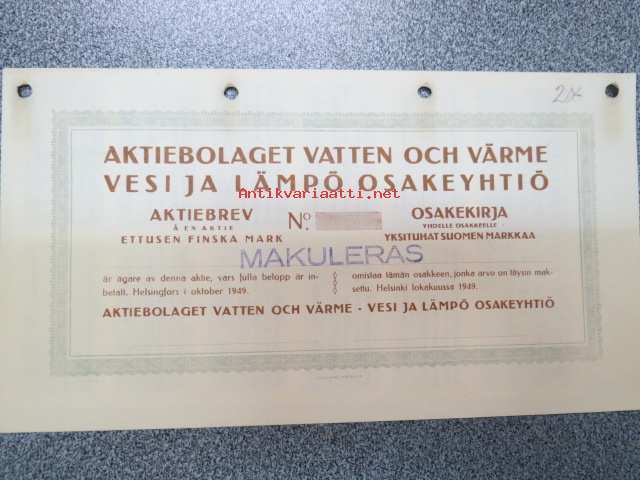 20x
AKTIEBOLAGET VATTEN OCH VÄRME
VESI JA LÄMPÖ OSAKEYHTIÖ
Antikvariaatti.net
AKTIEBREV No. OSAKEKIRJA
Å EN AKTIE YHDELLE OSAKKEELLE
ETTUSEN FINSKA MARK YKSITUHAT SUOMEN MARKKAA
MAKULERAS
är ägare av denna aktie, vars fulla belopp är in-
betalt. Helsingfors i oktober 1949.
omistaa tämän osakkeen, jonka arvo on täysin mak-
settu. Helsinki lokakuussa 1949.
AKTIEBOLAGET VATTEN OCH VÄRME - VESI JA LÄMPÖ OSAKEYHTIÖ